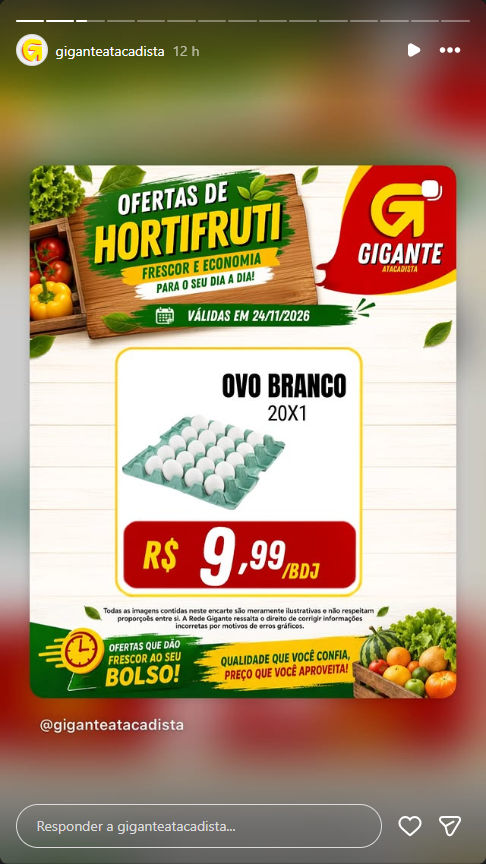 giganteatacadista 12 h
OFERTAS DE
HORTIFRUTI
FRESCOR E ECONOMIA
PARA O SEU DIA A DIA!
GIGANTE
ATACADISTA
VÁLIDAS EM 24/11/2026
OVO BRANCO
20X1
R$ 9,99/BDJ
Todas as imagens contidas neste encarte são meramente ilustrativas e não respeitam
proporções entre si. A Rede Gigante ressalta o direito de corrigir informações
incorretas por motivos de erros gráficos.
OFERTAS QUE DÃO
FRESCOR AO SEU
BOLSO!
QUALIDADE QUE VOCÊ CONFIA,
PREÇO QUE VOCÊ APROVEITA!
@giganteatacadista
Responder a giganteatacadista...